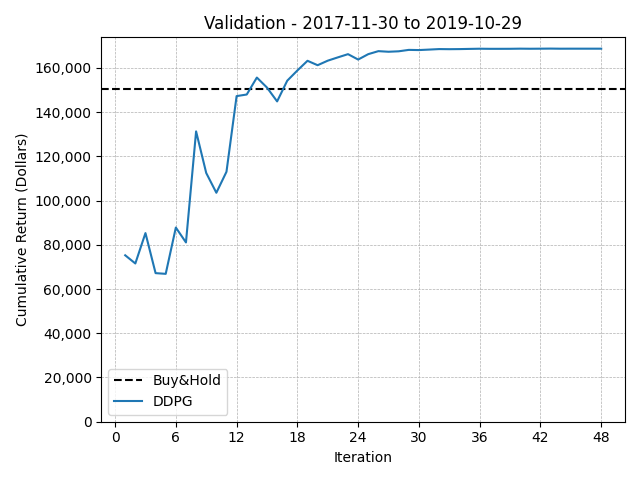 Validation - 2017-11-30 to 2019-10-29
Cumulative Return (Dollars)
160,000
140,000
120,000
100,000
80,000
60,000
40,000
20,000
0
Buy&Hold
DDPG
0 6 12 18 24 30 36 42 48
Iteration